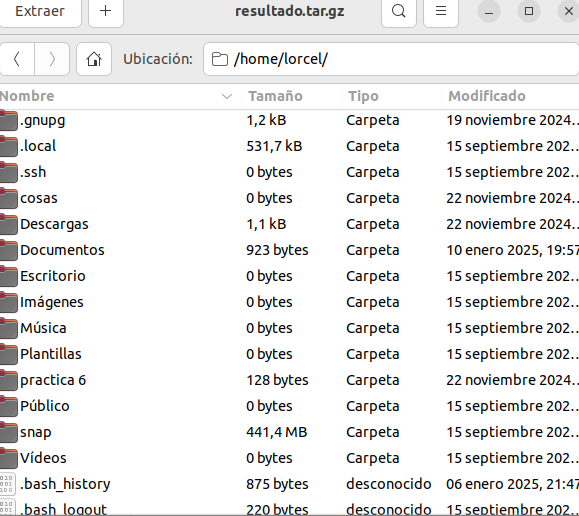 Extraer + resultado.tar.gz
Ubicación: /home/lorcel/
Nombre Tamaño Tipo Modificado
.gnupg 1,2 kB Carpeta 19 noviembre 2024…
.local 531,7 kB Carpeta 15 septiembre 202…
.ssh 0 bytes Carpeta 15 septiembre 202…
cosas 0 bytes Carpeta 22 noviembre 2024…
Descargas 1,1 kB Carpeta 22 noviembre 2024…
Documentos 923 bytes Carpeta 10 enero 2025, 19:57
Escritorio 0 bytes Carpeta 15 septiembre 202…
Imágenes 0 bytes Carpeta 15 septiembre 202…
Música 0 bytes Carpeta 15 septiembre 202…
Plantillas 0 bytes Carpeta 15 septiembre 202…
practica 6 128 bytes Carpeta 22 noviembre 2024…
Público 0 bytes Carpeta 15 septiembre 202…
snap 441,4 MB Carpeta 15 septiembre 202…
Vídeos 0 bytes Carpeta 15 septiembre 202…
.bash_history 875 bytes desconocido 06 enero 2025, 21:47
.bash_logout 220 bytes desconocido 15 septiembre 202…